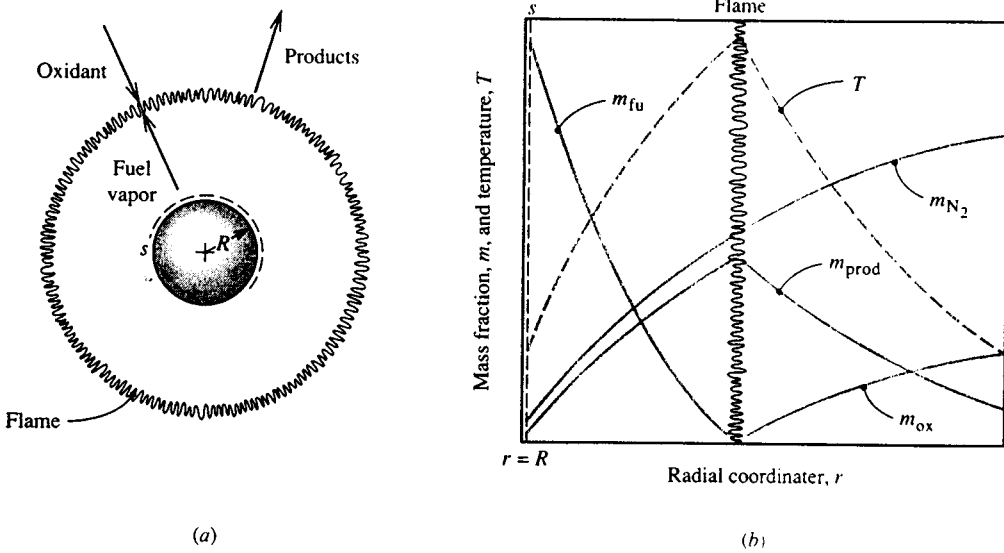 Oxidant
Products
Fuel
vapor
s
R
Flame
(a)
s
Flame
Mass fraction, m, and temperature, T
m_fu
T
m_N₂
m_prod
m_ox
r = R
Radial coordinater, r
(b)